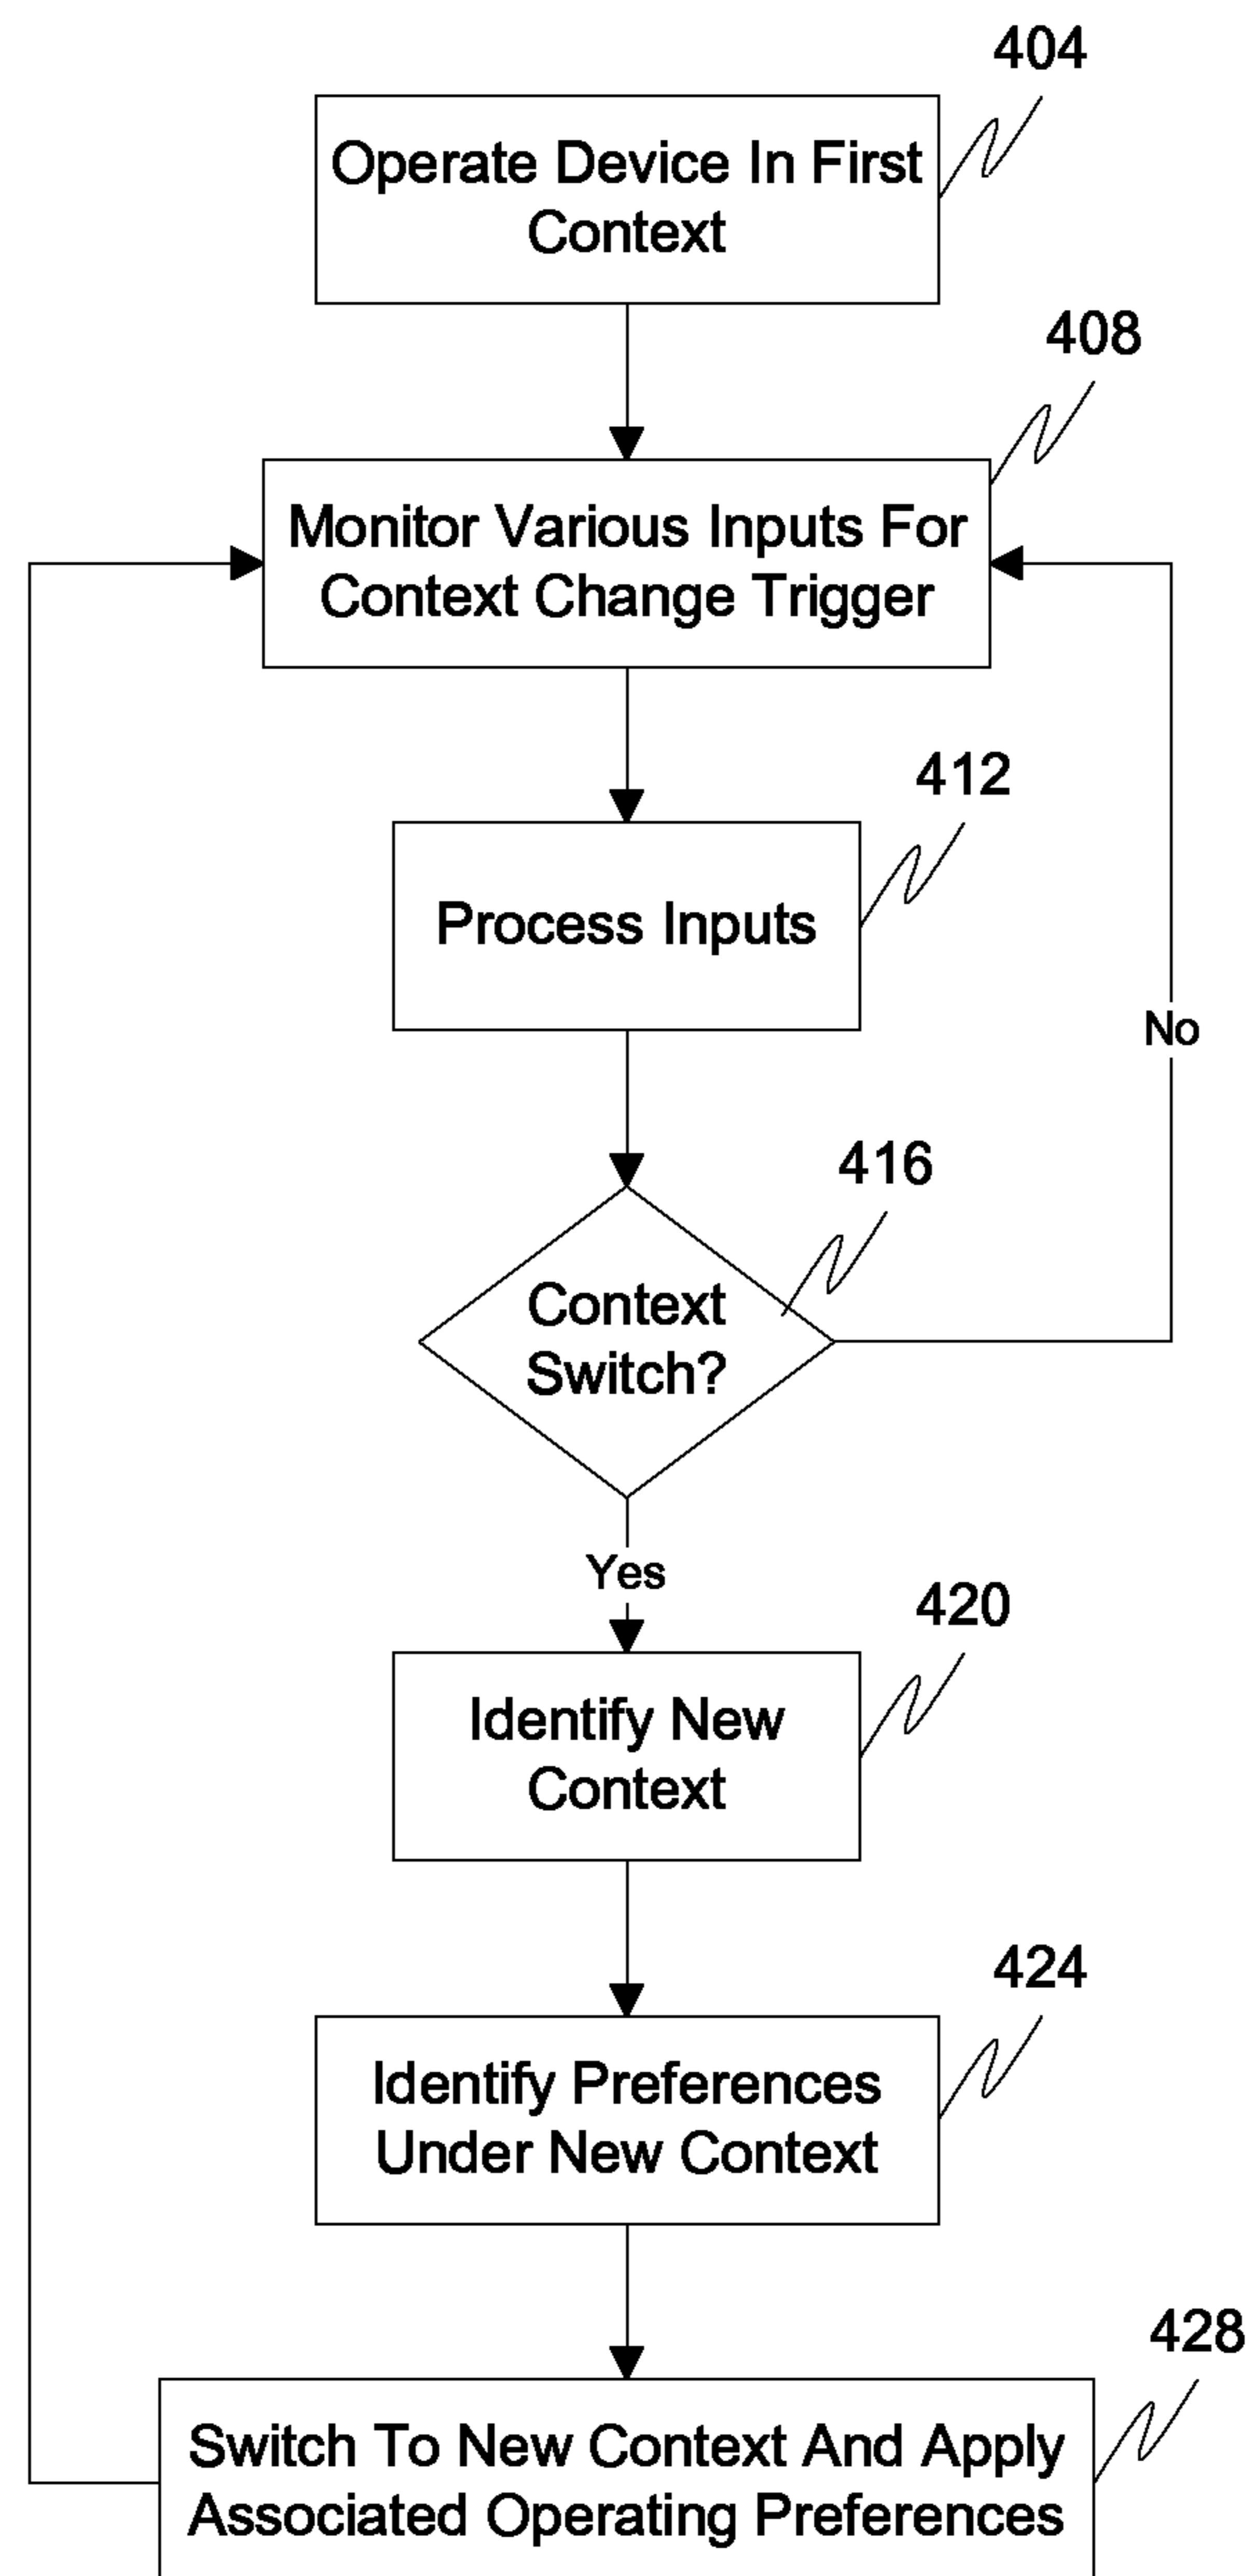 404
Operate Device In First
Context
408
Monitor Various Inputs For
Context Change Trigger
412
Process Inputs
No
416
Context
Switch?
Yes
420
Identify New
Context
424
Identify Preferences
Under New Context
428
Switch To New Context And Apply
Associated Operating Preferences